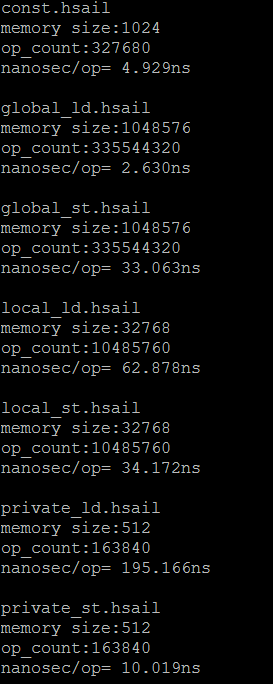 const.hsail
memory size:1024
op_count:327680
nanosec/op= 4.929ns
global_ld.hsail
memory size:1048576
op_count:335544320
nanosec/op= 2.630ns
global_st.hsail
memory size:1048576
op_count:335544320
nanosec/op= 33.063ns
local_ld.hsail
memory size:32768
op_count:10485760
nanosec/op= 62.878ns
local_st.hsail
memory size:32768
op_count:10485760
nanosec/op= 34.172ns
private_ld.hsail
memory size:512
op_count:163840
nanosec/op= 195.166ns
private_st.hsail
memory size:512
op_count:163840
nanosec/op= 10.019ns